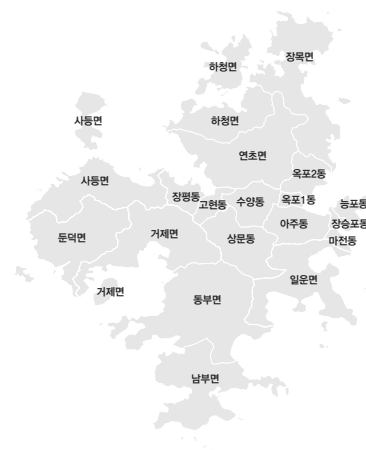 장목면
하청면
사등면
하청면
연초면
옥포2동
사등면
장평동
고현동
수양동
옥포1동
능포동
아주동
장승포동
둔덕면
거제면
상문동
마전동
일운면
거제면
동부면
남부면